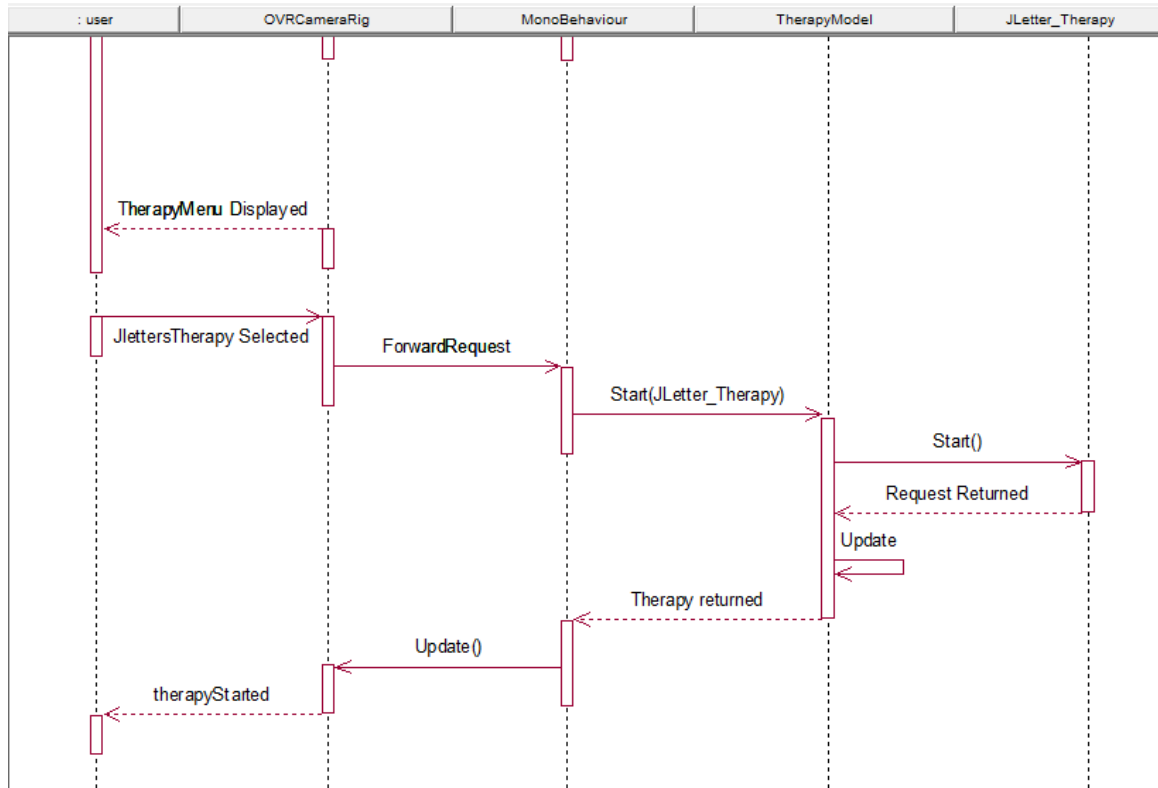 : user
OVRCameraRig
MonoBehaviour
TherapyModel
JLetter_Therapy
TherapyMenu Displayed
JlettersTherapy Selected
ForwardRequest
Start(JLetter_Therapy)
Start()
Request Returned
Update
Therapy returned
Update()
therapyStarted